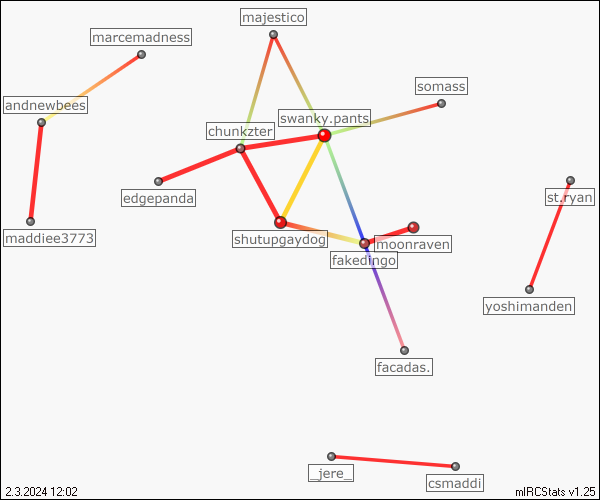 majestico
marcemadness
somass
andnewbees
swanky.pants
chunkzter
edgepanda
st.ryan
maddiee3773
shutupgaydog
moonraven
fakedingo
yoshimanden
facadas.
_jere_
csmaddi
2.3.2024 12:02
mIRCStats v1.25